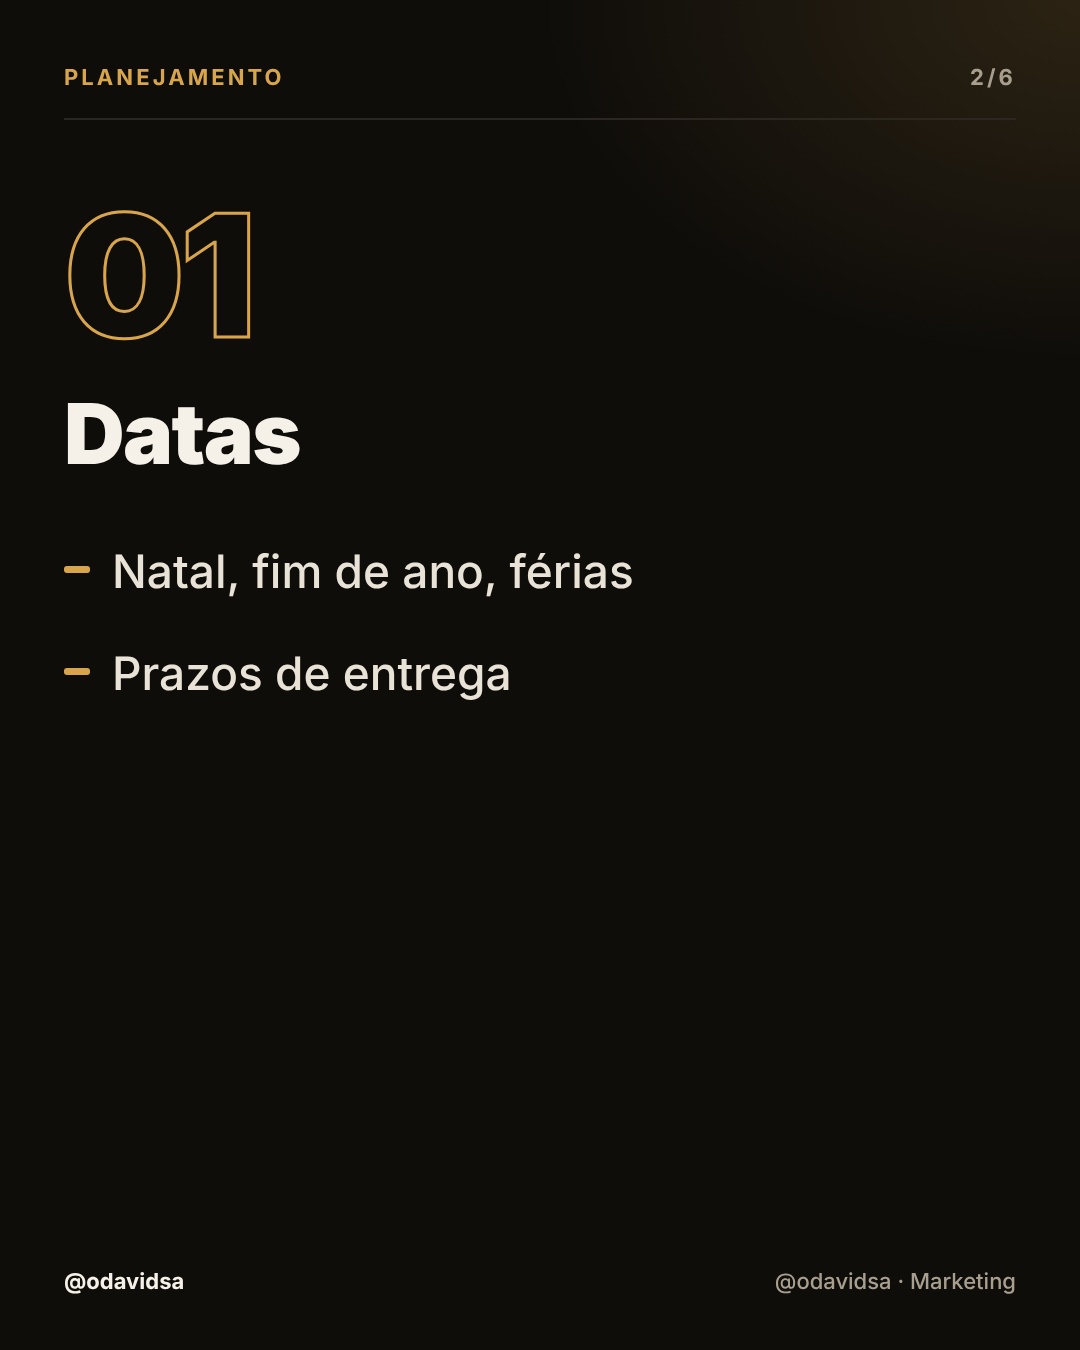 PLANEJAMENTO
2/6
01
Datas
Natal, fim de ano, férias
Prazos de entrega
@odavidsa
@odavidsa · Marketing